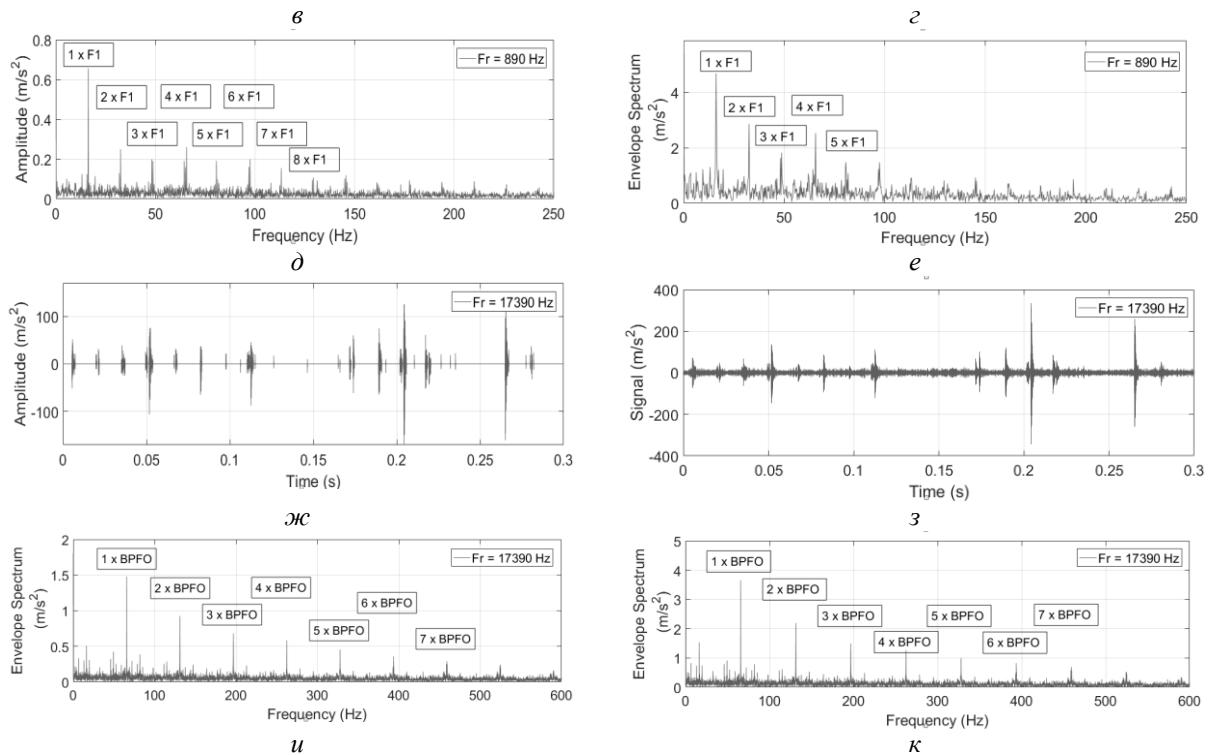 в
г
0.8
0.6
0.4
0.2
0
Amplitude (m/s²)
Fr = 890 Hz
1 x F1
2 x F1
4 x F1
6 x F1
3 x F1
5 x F1
7 x F1
8 x F1
0 50 100 150 200 250
Frequency (Hz)
д
4
2
0
Envelope Spectrum
(m/s²)
Fr = 890 Hz
1 x F1
2 x F1
4 x F1
3 x F1
5 x F1
0 50 100 150 200 250
Frequency (Hz)
е
100
0
-100
Amplitude (m/s²)
Fr = 17390 Hz
0 0.05 0.1 0.15 0.2 0.25 0.3
Time (s)
ж
400
200
0
-200
-400
Signal (m/s²)
Fr = 17390 Hz
0 0.05 0.1 0.15 0.2 0.25 0.3
Time (s)
з
2
1.5
1
0.5
0
Envelope Spectrum
(m/s²)
Fr = 17390 Hz
1 x BPFO
2 x BPFO
4 x BPFO
3 x BPFO
6 x BPFO
5 x BPFO
7 x BPFO
0 100 200 300 400 500 600
Frequency (Hz)
и
5
4
3
2
1
0
Envelope Spectrum
(m/s²)
Fr = 17390 Hz
1 x BPFO
2 x BPFO
3 x BPFO
5 x BPFO
7 x BPFO
4 x BPFO
6 x BPFO
0 100 200 300 400 500 600
Frequency (Hz)
к